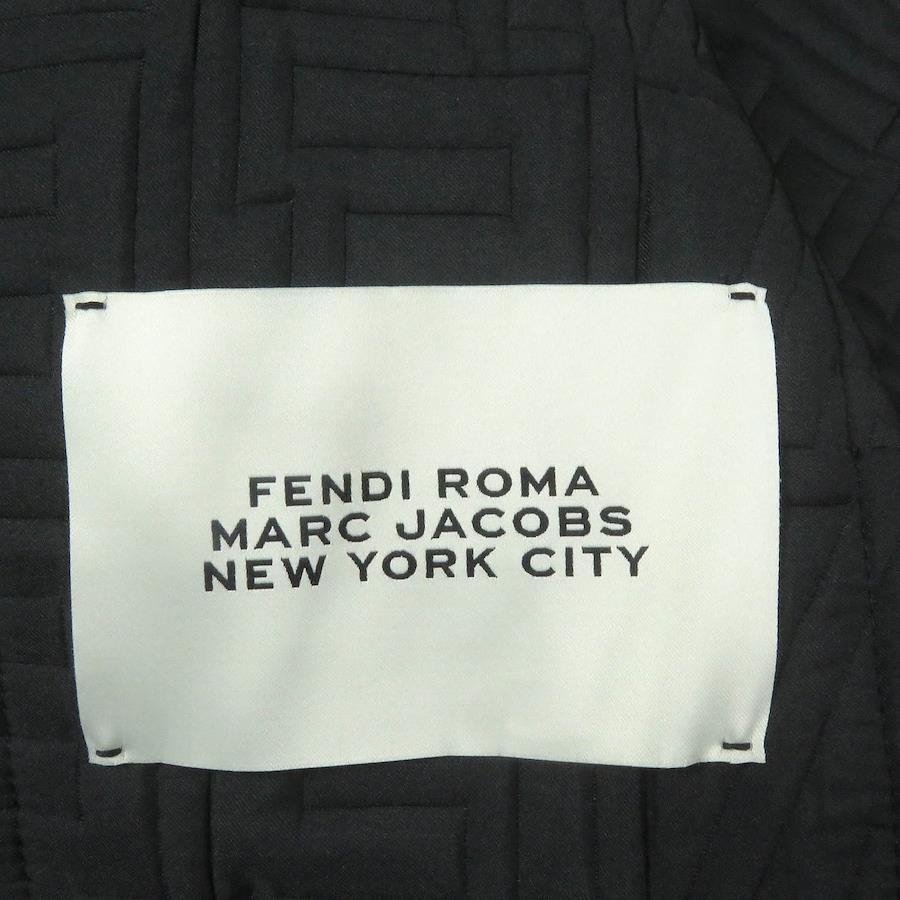 FENDI ROMA
MARC JACOBS
NEW YORK CITY